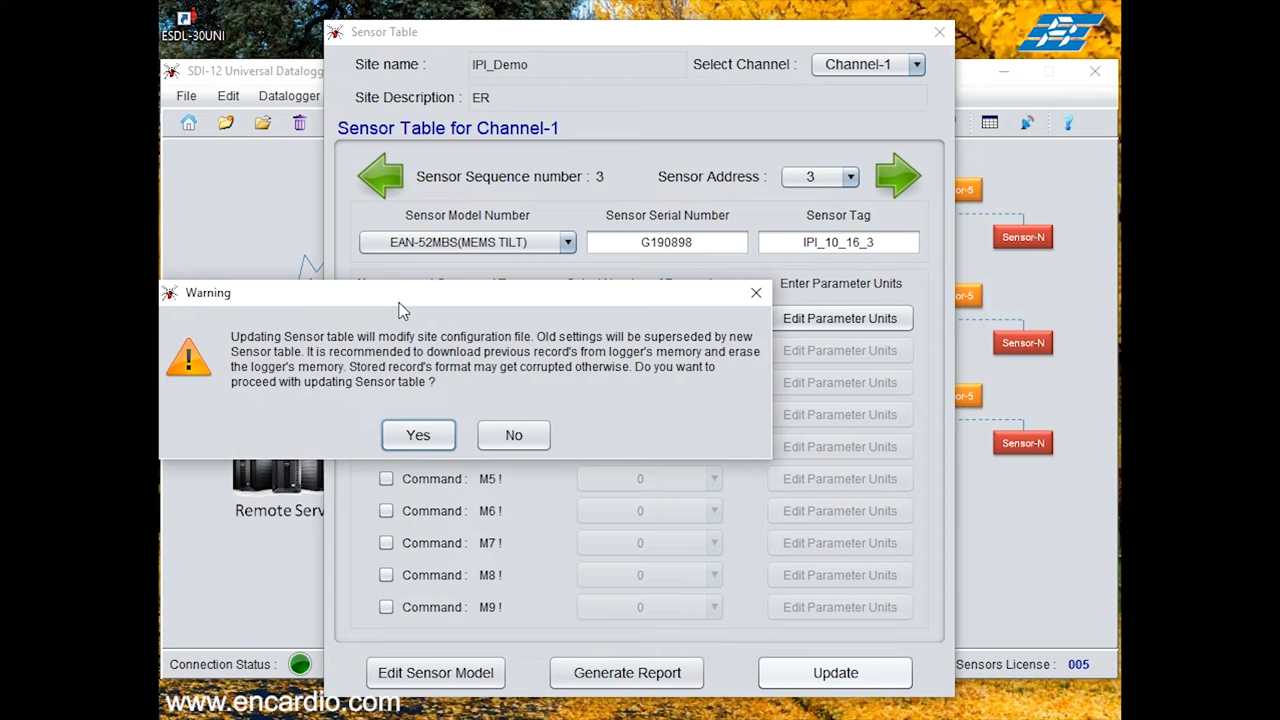 ESDL-30UNI
Sensor Table
Site name :
IPI_Demo
Select Channel :
Channel-1
SDI-12 Universal Datalogg
Site Description :
ER
File
Edit
Datalogger
Sensor Table for Channel-1
Sensor Sequence number : 3
Sensor Address :
3
or-5
Sensor Model Number
Sensor Serial Number
Sensor Tag
EAN-52MBS(MEMS TILT)
G190898
IPI_10_16_3
Sensor-N
Enter Parameter Units
Warning
or-5
Edit Parameter Units
Updating Sensor table will modify site configuration file. Old settings will be superseded by new
Sensor table. It is recommended to download previous record's from logger's memory and erase
the logger's memory. Stored record's format may get corrupted otherwise. Do you want to
proceed with updating Sensor table ?
Sensor-N
Edit Parameter Units
Edit Parameter Units
or-5
Edit Parameter Units
Yes
No
Sensor-N
Edit Parameter Units
Command : M5 !
0
Edit Parameter Units
Remote Serv
Command : M6 !
0
Edit Parameter Units
Command : M7 !
0
Edit Parameter Units
Command : M8 !
0
Edit Parameter Units
Command : M9 !
0
Edit Parameter Units
Connection Status :
Edit Sensor Model
Generate Report
Update
Sensors License : 005
www.encardio.com